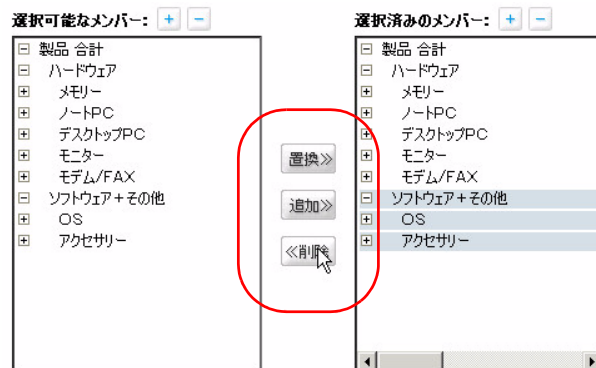 選択可能なメンバー: + −
製品 合計
ハードウェア
メモリー
ノートPC
デスクトップPC
モニター
モデム/FAX
ソフトウェア+その他
OS
アクセサリー
置換≫
追加≫
≪削除
選択済みのメンバー: + −
製品 合計
ハードウェア
メモリー
ノートPC
デスクトップPC
モニター
モデム/FAX
ソフトウェア+その他
OS
アクセサリー